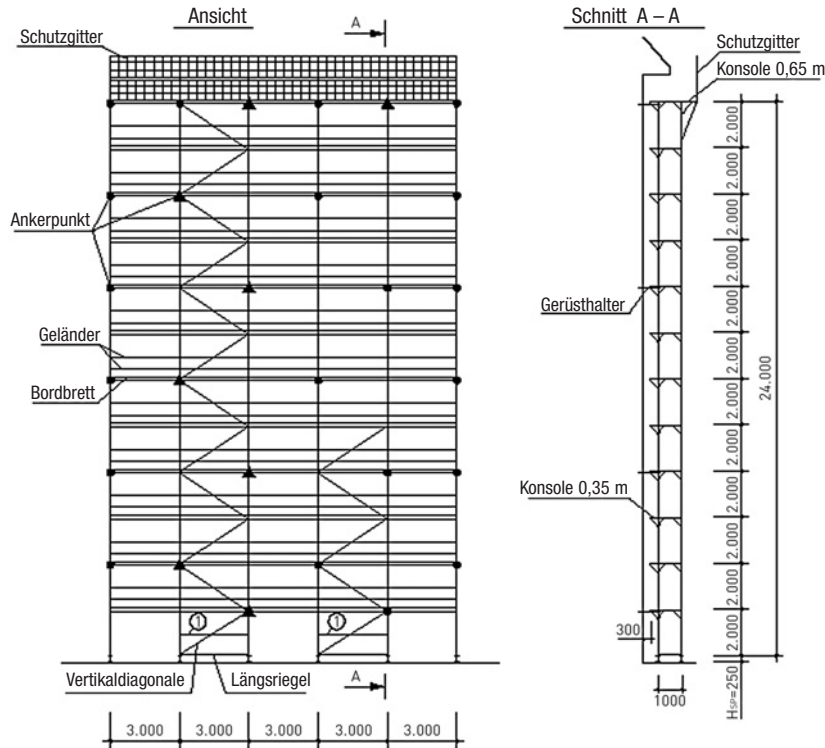 Ansicht
A
Schutzgitter
Ankerpunkt
Geländer
Bordbrett
1
1
Vertikaldiagonale
Längsriegel
A
3.000 3.000 3.000 3.000 3.000
Schnitt A – A
Schutzgitter
Konsole 0,65 m
Gerüsthalter
Konsole 0,35 m
300
1000
2.000
2.000
2.000
2.000
2.000
2.000
2.000
2.000
2.000
2.000
2.000
2.000
24.000
HSP=250